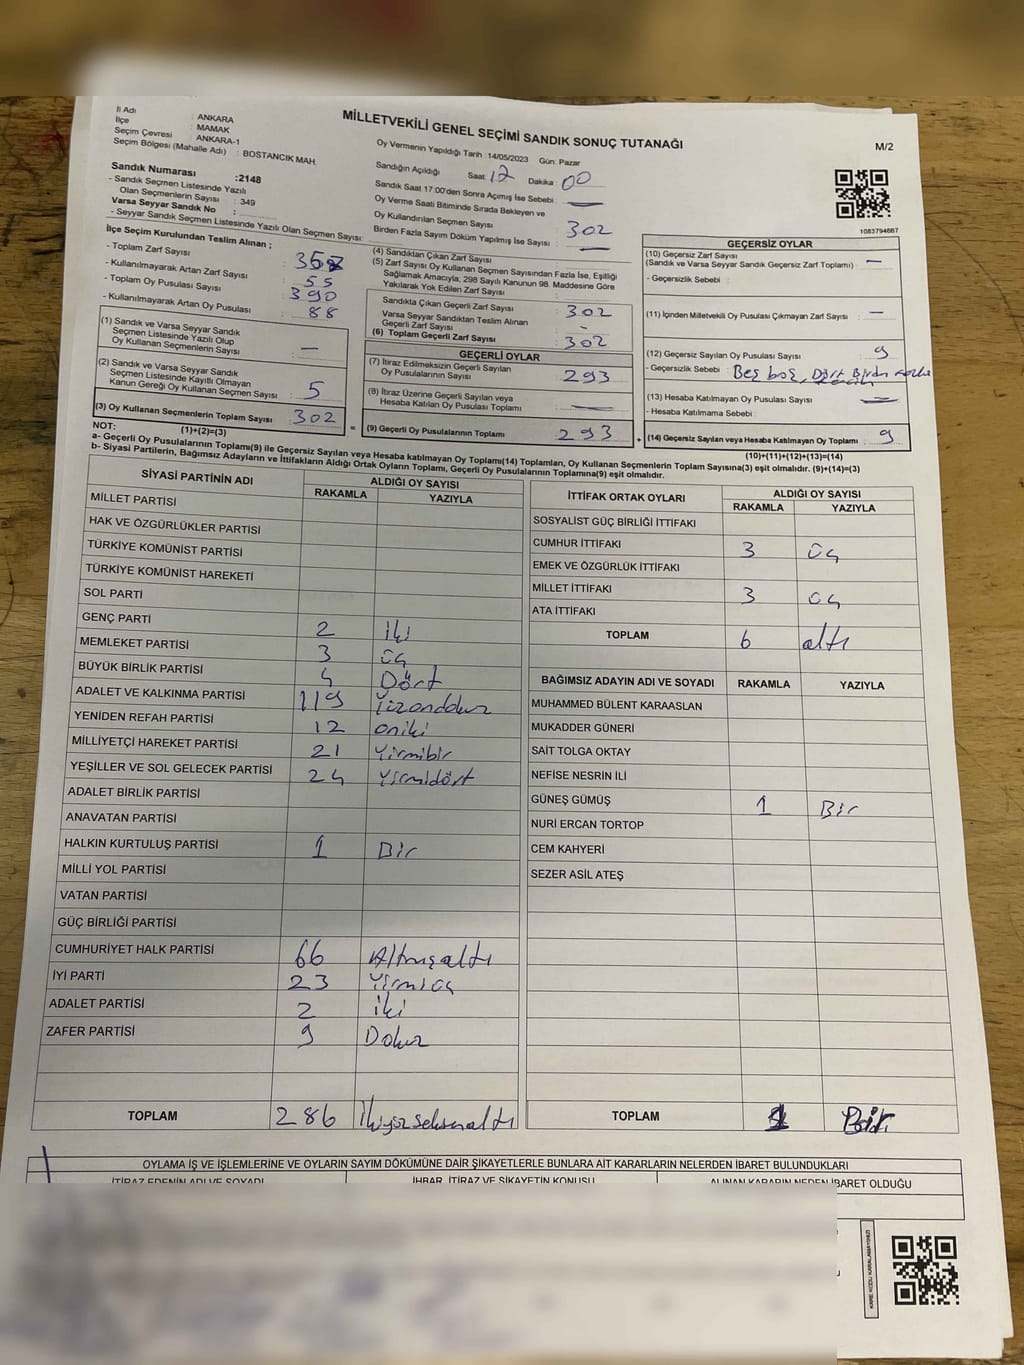 MİLLETVEKİLİ GENEL SEÇİMİ SANDIK SONUÇ TUTANAĞI
M/2
İl Adı : ANKARA
İlçe : MAMAK
Seçim Çevresi : ANKARA-1
Seçim Bölgesi (Mahalle Adı) : BOSTANCIK MAH.
Sandık Numarası :2148
- Sandık Seçmen Listesinde Yazılı
Olan Seçmenlerin Sayısı : 349
Varsa Seyyar Sandık No :
- Seyyar Sandık Seçmen Listesinde Yazılı Olan Seçmen Sayısı :
Oy Vermenin Yapıldığı Tarih :14/05/2023 Gün: Pazar
Sandığın Açıldığı Saat: 12 Dakika : 00
Sandık Saat 17:00'den Sonra Açımış İse Sebebi : —
Oy Verme Saati Bitiminde Sırada Bekleyen ve
Oy Kullandırılan Seçmen Sayısı : 302
Birden Fazla Sayım Döküm Yapılmış İse Sayısı : —
1083794667
İlçe Seçim Kurulundan Teslim Alınan ;
- Toplam Zarf Sayısı :
- Kullanılmayarak Artan Zarf Sayısı : 55
- Toplam Oy Pusulası Sayısı : 390
- Kullanılmayarak Artan Oy Pusulası : 88
(1) Sandık ve Varsa Seyyar Sandık
Seçmen Listesinde Yazılı Olup
Oy Kullanan Seçmenlerin Sayısı : —
(2) Sandık ve Varsa Seyyar Sandık
Seçmen Listesinde Kayıtlı Olmayan
Kanun Gereği Oy Kullanan Seçmen Sayısı : 5
(3) Oy Kullanan Seçmenlerin Toplam Sayısı : 302
(1)+(2)=(3)
(4) Sandıktan Çıkan Zarf Sayısı :
(5) Zarf Sayısı Oy Kullanan Seçmen Sayısından Fazla İse, Eşitliği
Sağlamak Amacıyla; 298 Sayılı Kanunun 98. Maddesine Göre
Yakılarak Yok Edilen Zarf Sayısı :
Sandıkta Çıkan Geçerli Zarf Sayısı : 302
Varsa Seyyar Sandıktan Teslim Alınan
Geçerli Zarf Sayısı : -
(6) Toplam Geçerli Zarf Sayısı : 302
GEÇERLİ OYLAR
(7) İtiraz Edilmeksizin Geçerli Sayılan
Oy Pusulalarının Sayısı : 293
(8) İtiraz Üzerine Geçerli Sayılan veya
Hesaba Katılan Oy Pusulası Toplamı : —
= (9) Geçerli Oy Pusulalarının Toplamı : 293
GEÇERSİZ OYLAR
(10) Geçersiz Zarf Sayısı
(Sandık ve Varsa Seyyar Sandık Geçersiz Zarf Toplamı) : —
- Geçersizlik Sebebi :
(11) İçinden Milletvekili Oy Pusulası Çıkmayan Zarf Sayısı : —
(12) Geçersiz Sayılan Oy Pusulası Sayısı : 9
- Geçersizlik Sebebi : Beş boş, Dört Birden
(13) Hesaba Katılmayan Oy Pusulası Sayısı : —
- Hesaba Katılmama Sebebi :
+ (14) Geçersiz Sayılan veya Hesaba Katılmayan Oy Toplamı : 9
(10)+(11)+(12)+(13)=(14)
NOT:
a- Geçerli Oy Pusulalarının Toplamı(9) ile Geçersiz Sayılan veya Hesaba Katılmayan Oy Toplamı(14) Toplamları, Oy Kullanan Seçmenlerin Toplam Sayısına(3) eşit olmalıdır. (9)+(14)=(3)
b- Siyasi Partilerin, Bağımsız Adayların ve İttifakların Aldığı Ortak Oyların Toplamı, Geçerli Oy Pusulalarının Toplamına(9) eşit olmalıdır.
SİYASİ PARTİNİN ADI ALDIĞI OY SAYISI
RAKAMLA YAZIYLA
MİLLET PARTİSİ
HAK VE ÖZGÜRLÜKLER PARTİSİ
TÜRKİYE KOMÜNİST PARTİSİ
TÜRKİYE KOMÜNİST HAREKETİ
SOL PARTİ
GENÇ PARTİ 2 iki
MEMLEKET PARTİSİ 3 üç
BÜYÜK BİRLİK PARTİSİ 4 Dört
ADALET VE KALKINMA PARTİSİ 119 Yüzondokuz
YENİDEN REFAH PARTİSİ 12 oniki
MİLLİYETÇİ HAREKET PARTİSİ 21 Yirmibir
YEŞİLLER VE SOL GELECEK PARTİSİ 24 Yirmidört
ADALET BİRLİK PARTİSİ
ANAVATAN PARTİSİ
HALKIN KURTULUŞ PARTİSİ 1 Bir
MİLLİ YOL PARTİSİ
VATAN PARTİSİ
GÜÇ BİRLİĞİ PARTİSİ
CUMHURİYET HALK PARTİSİ 66 Altmışaltı
İYİ PARTİ 23 Yirmiüç
ADALET PARTİSİ 2 iki
ZAFER PARTİSİ 9 Dokuz
TOPLAM 286 İkiyüzseksenaltı
İTTİFAK ORTAK OYLARI ALDIĞI OY SAYISI
RAKAMLA YAZIYLA
SOSYALİST GÜÇ BİRLİĞİ İTTİFAKI
CUMHUR İTTİFAKI 3 üç
EMEK VE ÖZGÜRLÜK İTTİFAKI
MİLLET İTTİFAKI 3 üç
ATA İTTİFAKI
TOPLAM 6 altı
BAĞIMSIZ ADAYIN ADI VE SOYADI RAKAMLA YAZIYLA
MUHAMMED BÜLENT KARAASLAN
MUKADDER GÜNERİ
SAİT TOLGA OKTAY
NEFİSE NESRİN İLİ
GÜNEŞ GÜMÜŞ 1 Bir
NURİ ERCAN TORTOP
CEM KAHYERİ
SEZER ASİL ATEŞ
TOPLAM 1 Bir
OYLAMA İŞ VE İŞLEMLERİNE VE OYLARIN SAYIM DÖKÜMÜNE DAİR ŞİKAYETLERLE BUNLARA AİT KARARLARIN NELERDEN İBARET BULUNDUKLARI
İTİRAZ EDENİN ADI VE SOYADI İHBAR, İTİRAZ VE ŞİKAYETİN KONUSU ALINAN KARARIN NEDEN İBARET OLDUĞU